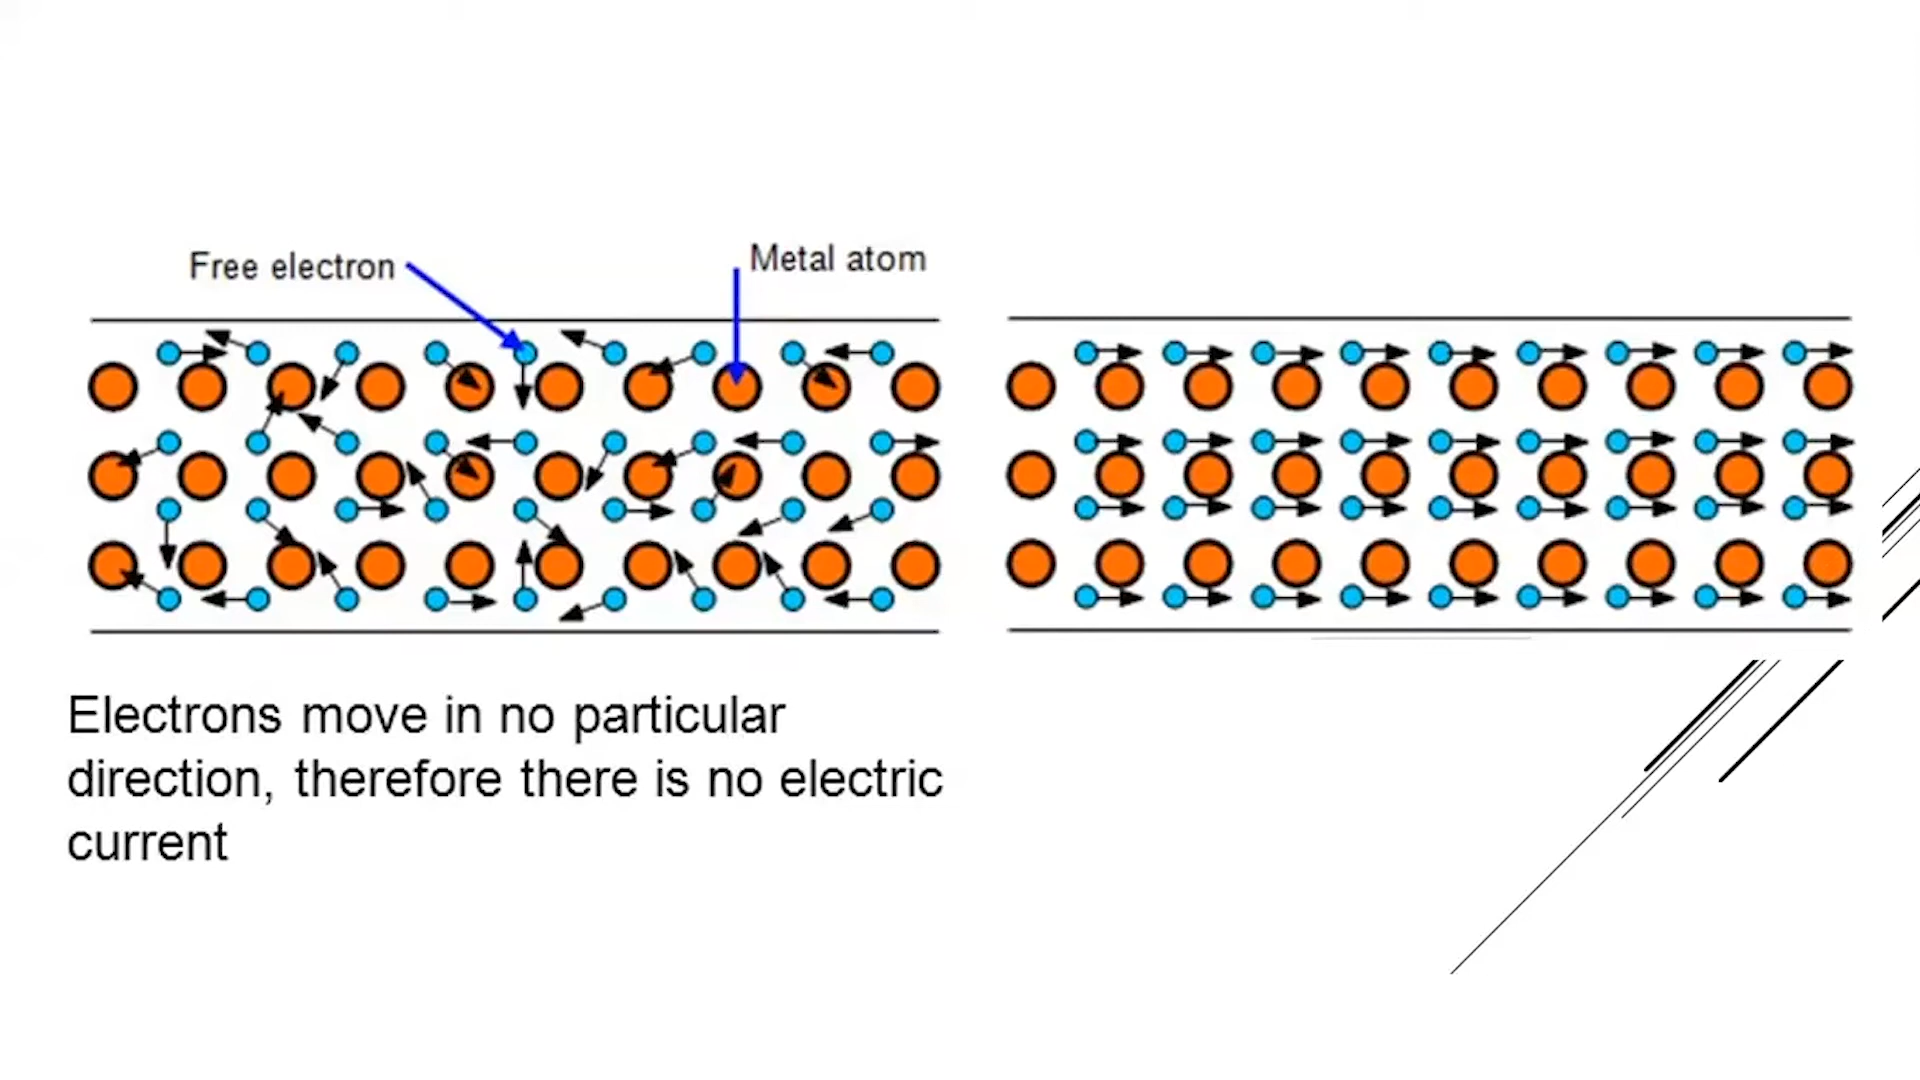 Free electron
Metal atom
Electrons move in no particular
direction, therefore there is no electric
current